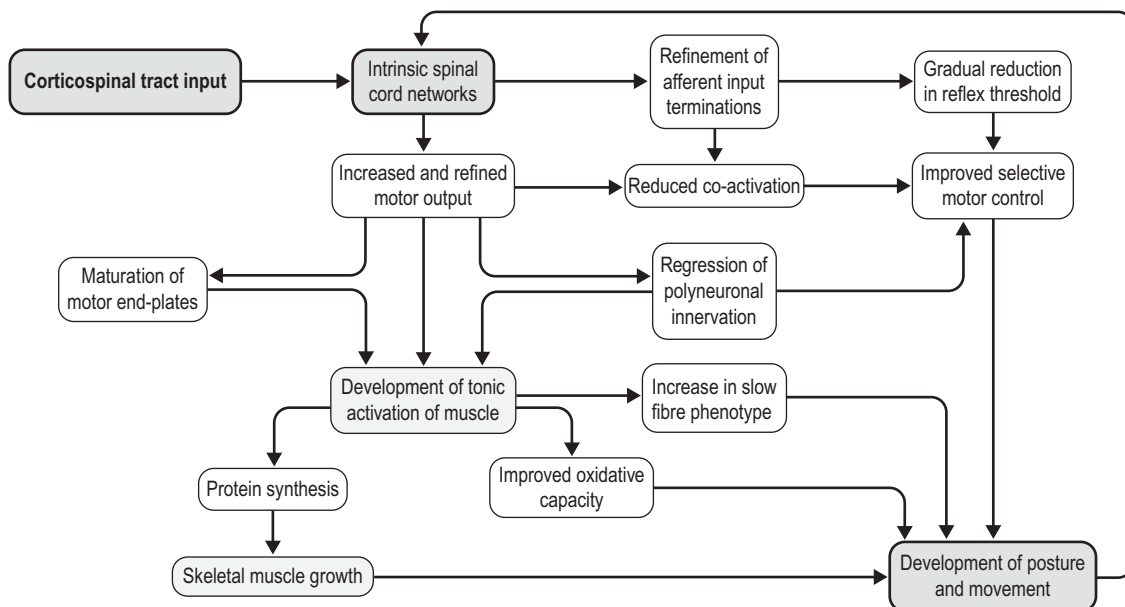 Corticospinal tract input
Intrinsic spinal
cord networks
Refinement of
afferent input
terminations
Gradual reduction
in reflex threshold
Increased and refined
motor output
Reduced co-activation
Improved selective
motor control
Maturation of
motor end-plates
Regression of
polyneuronal
innervation
Development of tonic
activation of muscle
Increase in slow
fibre phenotype
Protein synthesis
Improved oxidative
capacity
Skeletal muscle growth
Development of posture
and movement